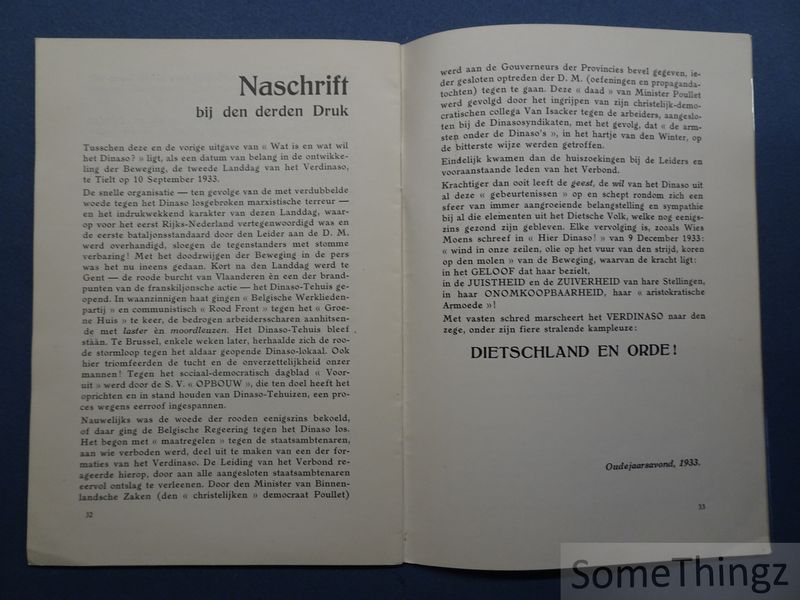 Naschrift
bij den derden Druk
Tusschen deze en de vorige uitgave van « Wat is en wat wil
het Dinaso? » ligt, als een datum van belang in de ontwikke-
ling der Beweging, de tweede Landdag van het Verdinaso,
te Tielt op 10 September 1933.
De snelle organisatie — ten gevolge van de met verdubbelde
woede tegen het Dinaso losgebroken marxistische terreur —
en het indrukwekkend karakter van dezen Landdag, waar-
op voor het eerst Rijks-Nederland vertegenwoordigd was en
de eerste bataljonsstandaard door den Leider aan de D. M.
werd overhandigd, sloegen de tegenstanders met stomme
verbazing! Met het doodzwijgen der Beweging in de pers
was het nu ineens gedaan. Kort na den Landdag werd te
Gent — de roode burcht van Vlaanderen èn een der brand-
punten van de franskiljonsche actie — het Dinaso-Tehuis ge-
opend. In waanzinnigen haat gingen « Belgische Werklieden-
partij » en communistisch « Rood Front » tegen het « Groe-
ne Huis » te keer, de bedrogen arbeidersscharen aanhitsen-
de met laster èn moordleuzen. Het Dinaso-Tehuis bleef
stààn. Te Brussel, enkele weken later, herhaalde zich de roo-
de stormloop tegen het aldaar geopende Dinaso-lokaal. Ook
hier triomfeerden de tucht en de onverzettelijkheid onzer
mannen! Tegen het sociaal-democratisch dagblad « Voor-
uit » werd door de S. V. « OPBOUW », die ten doel heeft het
oprichten en in stand houden van Dinaso-Tehuizen, een pro-
ces wegens eerroof ingespannen.
Nauwelijks was de woede der rooden eenigszins bekoeld,
of daar ging de Belgische Regeering tegen het Dinaso los.
Het begon met « maatregelen » tegen de staatsambtenaren,
aan wie verboden werd, deel uit te maken van een der for-
maties van het Verdinaso. De Leiding van het Verbond re-
ageerde hierop, door aan alle aangesloten staatsambtenaren
eervol ontslag te verleenen. Door den Minister van Binnen-
landsche Zaken (den « christelijken » democraat Poullet)
32
werd aan de Gouverneurs der Provincies bevel gegeven, ie-
der gesloten optreden der D. M. (oefeningen en propaganda-
tochten) tegen te gaan. Deze « daad » van Minister Poullet
werd gevolgd door het ingrijpen van zijn christelijk-demo-
cratischen collega Van Isacker tegen de arbeiders, aangeslo-
ten bij de Dinasosyndikaten, met het gevolg, dat « de arm-
sten onder de Dinaso's », in het hartje van den Winter, op
de bitterste wijze werden getroffen.
Eindelijk kwamen dan de huiszoekingen bij de Leiders en
vooraanstaande leden van het Verbond.
Krachtiger dan ooit leeft de geest, de wil van het Dinaso uit
al deze « gebeurtenissen » op en schept rondom zich een
sfeer van immer aangroeiende belangstelling en sympathie
bij al die elementen uit het Dietsche Volk, welke nog eenigs-
zins gezond zijn gebleven. Elke vervolging is, zooals Wies
Moens schreef in « Hier Dinaso! » van 9 December 1933:
« wind in onze zeilen, olie op het vuur van den strijd, koren
op den molen » van de Beweging, waarvan de kracht ligt:
in het GELOOF dat haar bezielt,
in de JUISTHEID en de ZUIVERHEID van hare Stellingen,
in haar ONOMKOOPBAARHEID, haar « aristokratische
Armoede »!
Met vasten schred marscheert het VERDINASO naar den
zege, onder zijn fiere stralende kampleuze:
DIETSCHLAND EN ORDE!
Oudejaarsavond, 1933.
33
SomeThingz